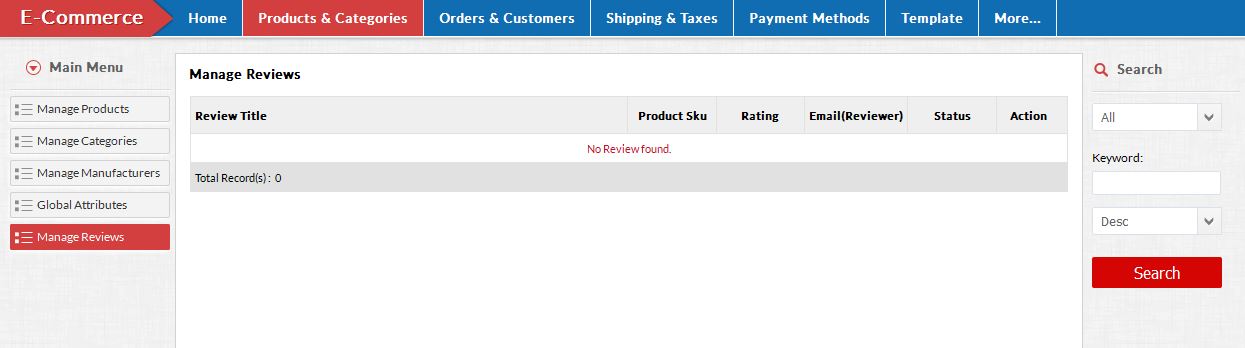 E-Commerce Home Products & Categories Orders & Customers Shipping & Taxes Payment Methods Template More...
Main Menu
Manage Products
Manage Categories
Manage Manufacturers
Global Attributes
Manage Reviews
Manage Reviews
Review Title Product Sku Rating Email(Reviewer) Status Action
No Review found.
Total Record(s) : 0
Search
All
Keyword:
Desc
Search